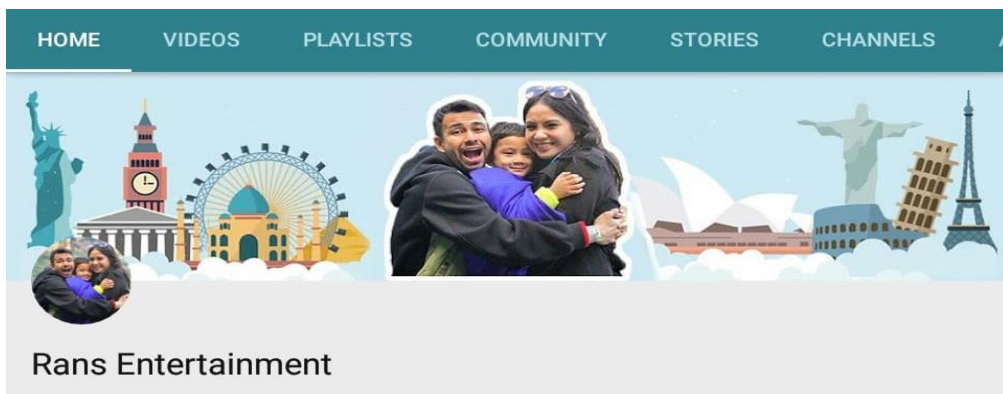 HOME VIDEOS PLAYLISTS COMMUNITY STORIES CHANNELS
Rans Entertainment